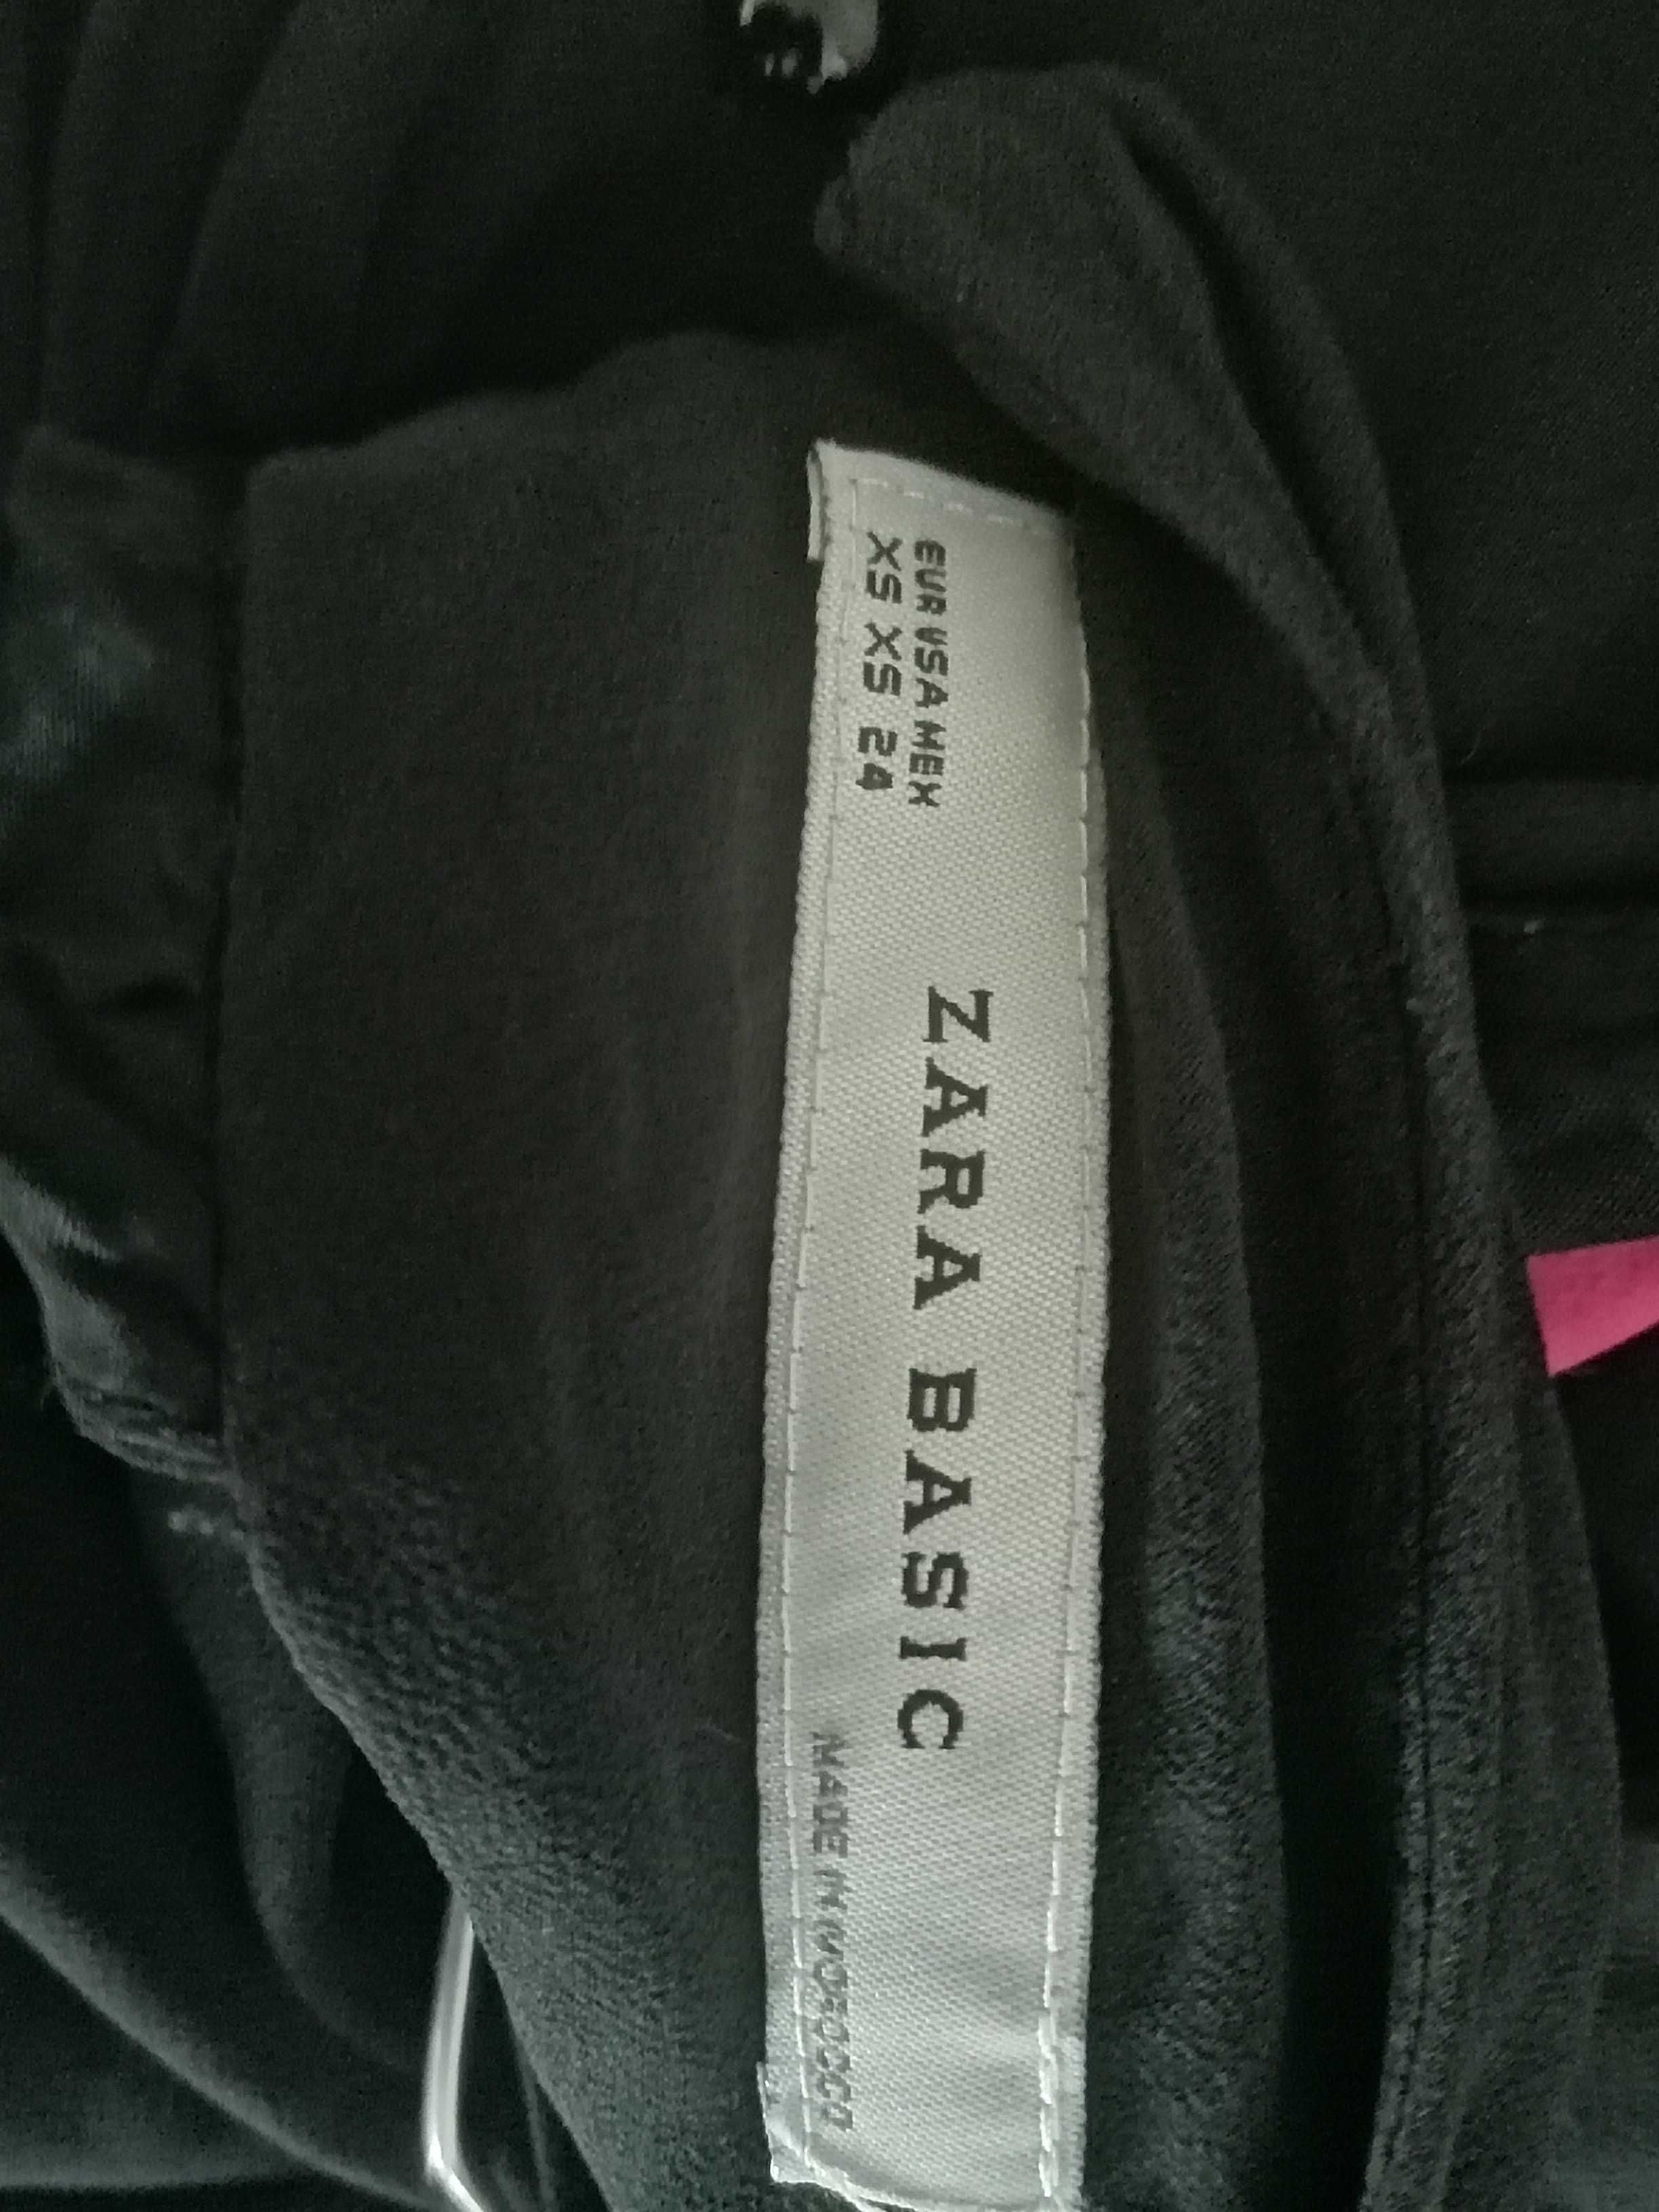 EUR USA MEX
XS XS 24
ZARA BASIC
MADE IN MOROCCO